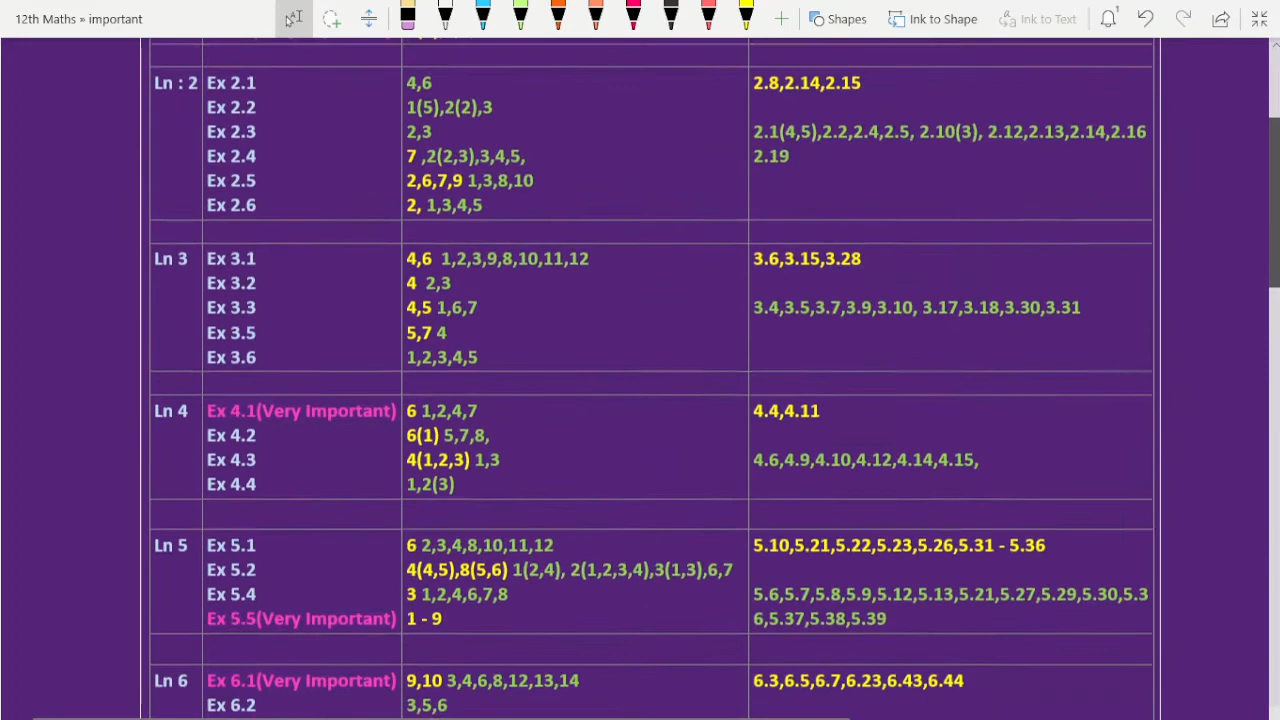 12th Maths » important
Shapes
Ink to Shape
Ink to Text
Ln : 2 Ex 2.1 4,6 2.8,2.14,2.15
Ex 2.2 1(5),2(2),3
Ex 2.3 2,3 2.1(4,5),2.2,2.4,2.5, 2.10(3), 2.12,2.13,2.14,2.16
Ex 2.4 7 ,2(2,3),3,4,5, 2.19
Ex 2.5 2,6,7,9 1,3,8,10
Ex 2.6 2, 1,3,4,5
Ln 3 Ex 3.1 4,6 1,2,3,9,8,10,11,12 3.6,3.15,3.28
Ex 3.2 4 2,3
Ex 3.3 4,5 1,6,7 3.4,3.5,3.7,3.9,3.10, 3.17,3.18,3.30,3.31
Ex 3.5 5,7 4
Ex 3.6 1,2,3,4,5
Ln 4 Ex 4.1(Very Important) 6 1,2,4,7 4.4,4.11
Ex 4.2 6(1) 5,7,8,
Ex 4.3 4(1,2,3) 1,3 4.6,4.9,4.10,4.12,4.14,4.15,
Ex 4.4 1,2(3)
Ln 5 Ex 5.1 6 2,3,4,8,10,11,12 5.10,5.21,5.22,5.23,5.26,5.31 - 5.36
Ex 5.2 4(4,5),8(5,6) 1(2,4), 2(1,2,3,4),3(1,3),6,7
Ex 5.4 3 1,2,4,6,7,8 5.6,5.7,5.8,5.9,5.12,5.13,5.21,5.27,5.29,5.30,5.3
Ex 5.5(Very Important) 1 - 9 6,5.37,5.38,5.39
Ln 6 Ex 6.1(Very Important) 9,10 3,4,6,8,12,13,14 6.3,6.5,6.7,6.23,6.43,6.44
Ex 6.2 3,5,6